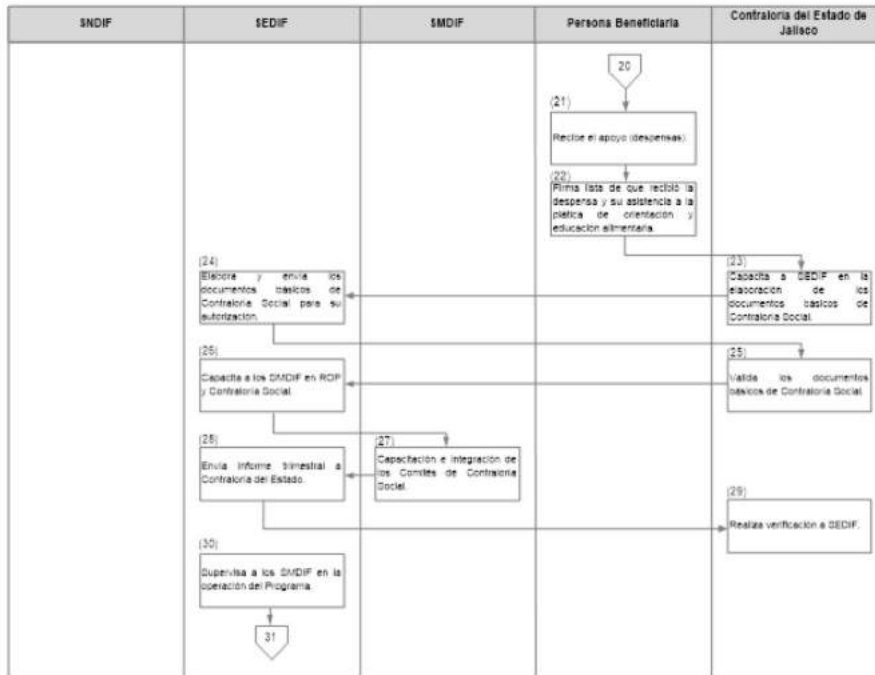 SNDIF
SEDIF
SMDIF
Persona Beneficiaria
Contraloría del Estado de
Jalisco
20
(21)
Recibe el apoyo (despensas).
(22)
Firma lista de que recibió la
despensa y su asistencia a la
plática de orientación y
educación alimentaria.
(23)
Capacita a SEDIF en la
elaboración de los
documentos básicos de
Contraloría Social.
(24)
Elabora y envía los
documentos básicos de
Contraloría Social para su
autorización.
(25)
Valida los documentos
básicos de Contraloría Social.
(26)
Capacita a los SMDIF en ROP
y Contraloría Social.
(27)
Capacitación e Integración de
los Comités de Contraloría
Social.
(28)
Envía informe trimestral a
Contraloría del Estado.
(29)
Realiza verificación a SEDIF.
(30)
Supervisa a los SMDIF en la
operación del Programa.
31